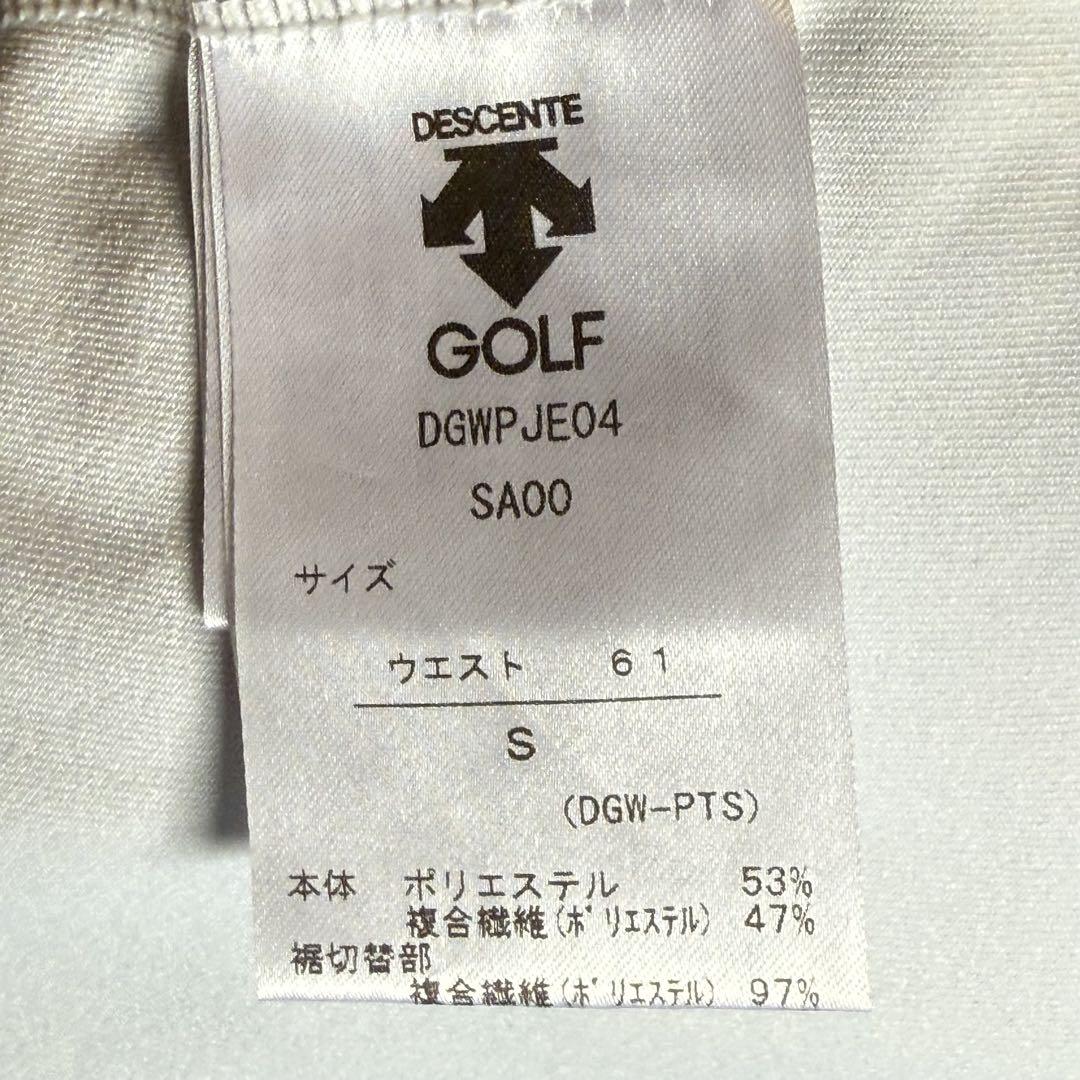 DESCENTE
GOLF
DGWPJE04
SA00
サイズ
ウエスト 61
S
(DGW-PTS)
本体 ポリエステル 53%
複合繊維(ポリエステル) 47%
裾切替部
複合繊維(ポリエステル) 97%